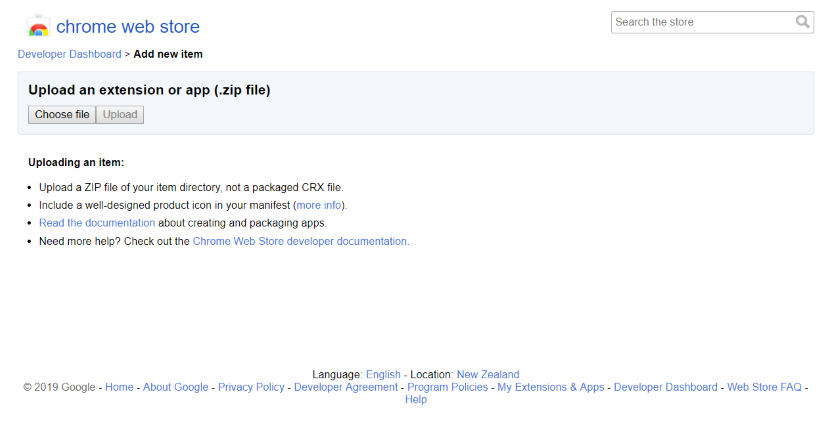 chrome web store
Search the store
Developer Dashboard > Add new item
Upload an extension or app (.zip file)
Choose file Upload
Uploading an item:
• Upload a ZIP file of your item directory, not a packaged CRX file.
• Include a well-designed product icon in your manifest (more info).
• Read the documentation about creating and packaging apps.
• Need more help? Check out the Chrome Web Store developer documentation.
Language: English - Location: New Zealand
© 2019 Google - Home - About Google - Privacy Policy - Developer Agreement - Program Policies - My Extensions & Apps - Developer Dashboard - Web Store FAQ -
Help